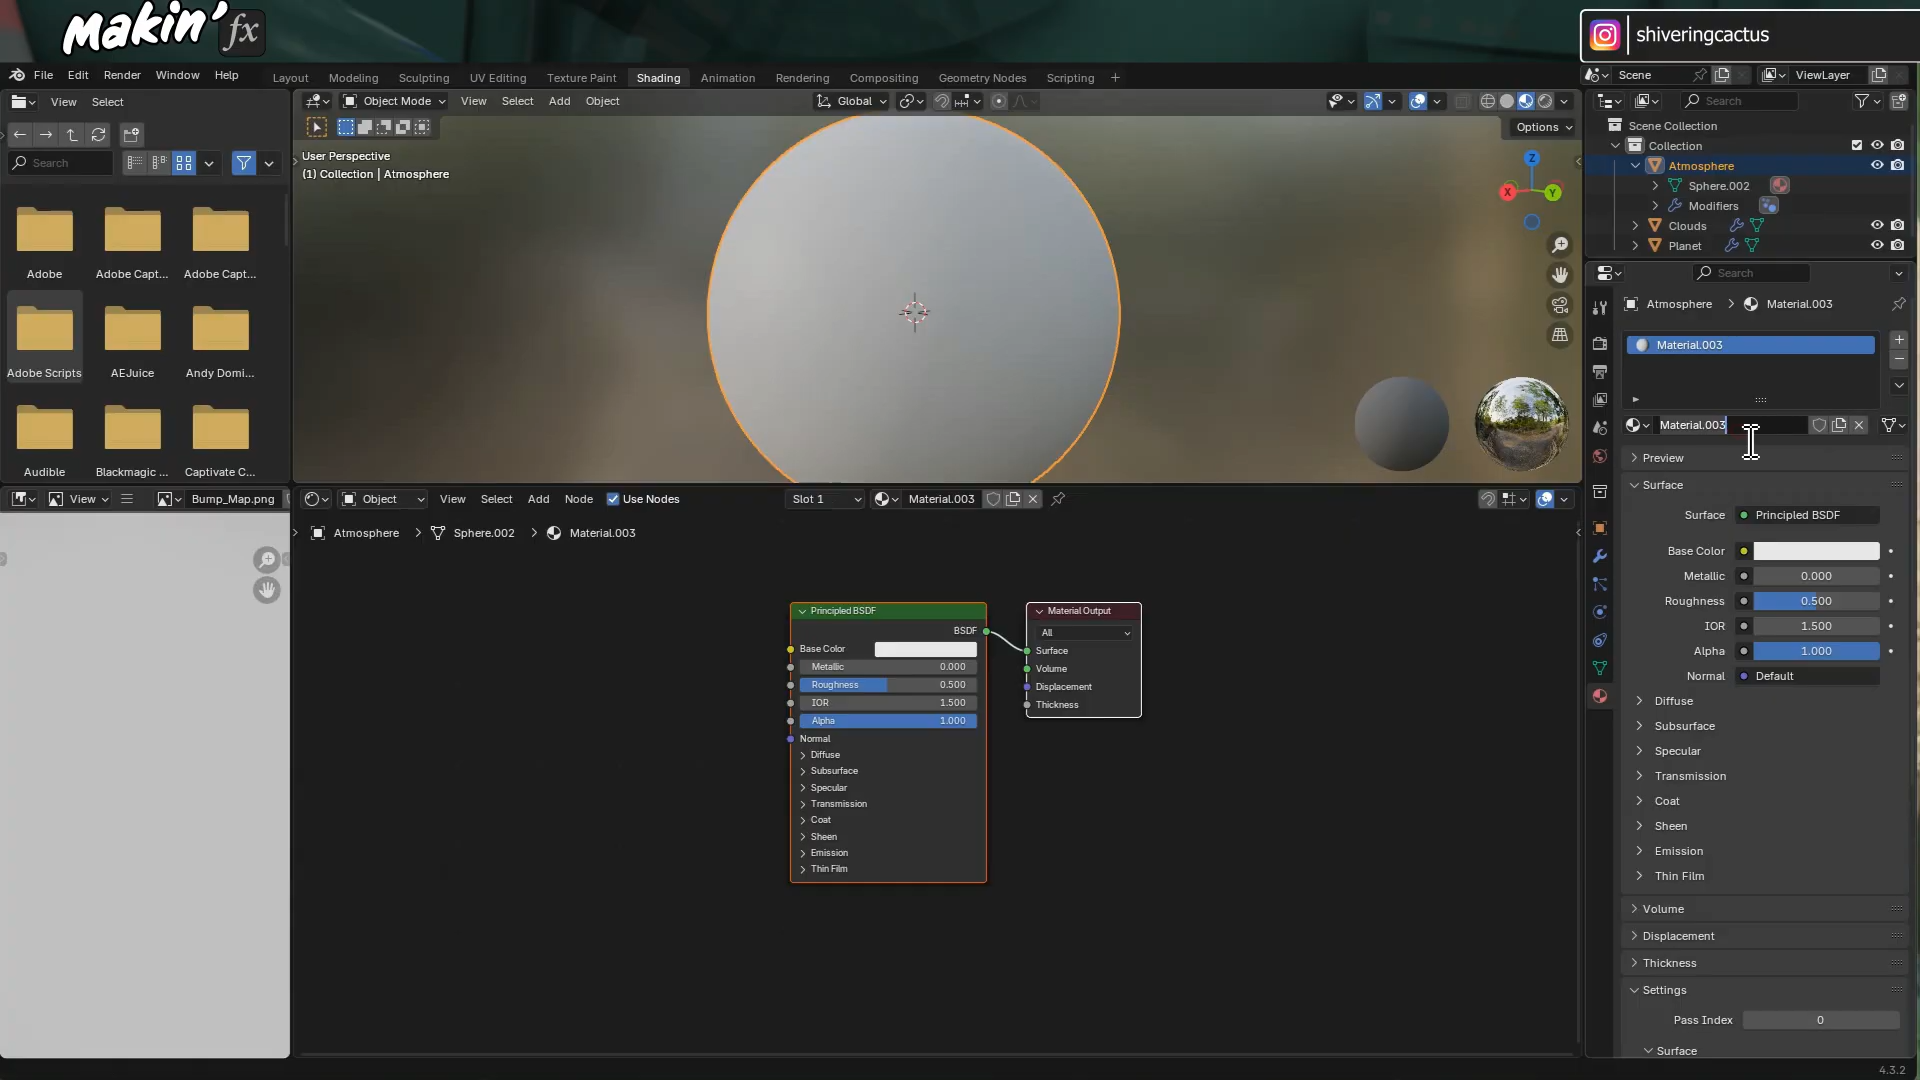 Makin' fx
shiveringcactus
File Edit Render Window Help
Layout Modeling Sculpting UV Editing Texture Paint Shading Animation Rendering Compositing Geometry Nodes Scripting +
Scene ViewLayer
View Select
Object Mode View Select Add Object
Global
Search
Options
Search
User Perspective
(1) Collection | Atmosphere
Z
X
Y
Scene Collection
Collection
Atmosphere
Sphere.002
Modifiers
Clouds
Planet
Adobe Adobe Capt... Adobe Capt...
Adobe Scripts AEJuice Andy Domi...
Audible Blackmagic ... Captivate C...
Search
Atmosphere > Material.003
Material.003
Material.003
Preview
Surface
Surface Principled BSDF
Base Color
Metallic 0.000
Roughness 0.500
IOR 1.500
Alpha 1.000
Normal Default
Diffuse
Subsurface
Specular
Transmission
Coat
Sheen
Emission
Thin Film
Volume
Displacement
Thickness
Settings
Pass Index 0
Surface
View Bump_Map.png
Object View Select Add Node Use Nodes Slot 1 Material.003
Atmosphere > Sphere.002 > Material.003
Principled BSDF
BSDF
Base Color
Metallic 0.000
Roughness 0.500
IOR 1.500
Alpha 1.000
Normal
Diffuse
Subsurface
Specular
Transmission
Coat
Sheen
Emission
Thin Film
Material Output
All
Surface
Volume
Displacement
Thickness
4.3.2